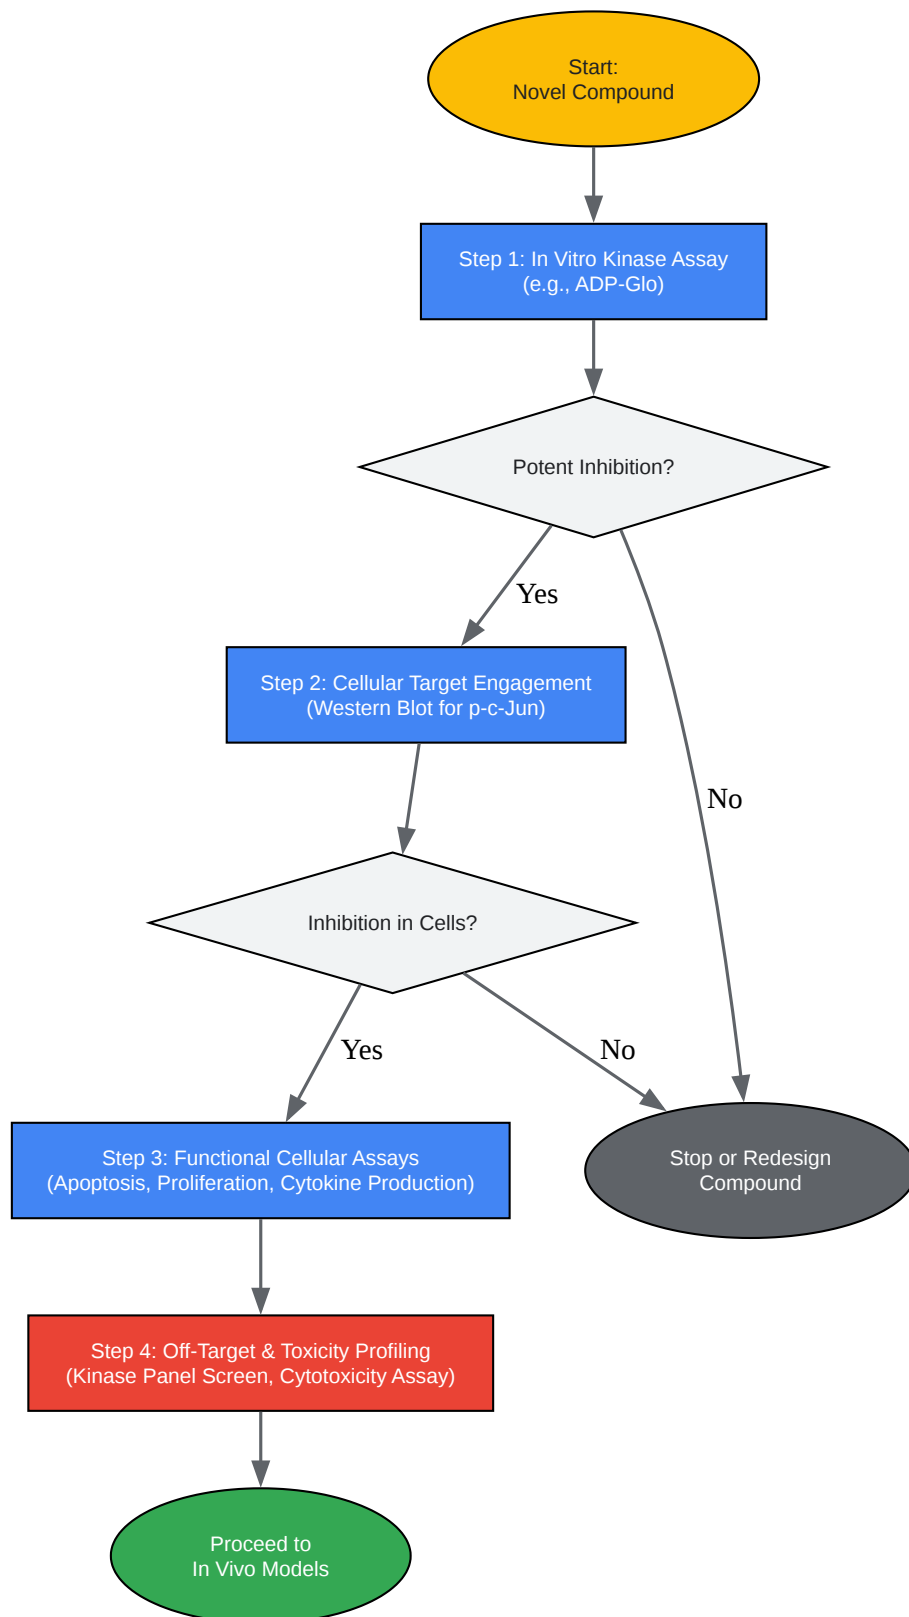 Start:
Novel Compound
Step 1: In Vitro Kinase Assay
(e.g., ADP-Glo)
Potent Inhibition?
Yes
Step 2: Cellular Target Engagement
(Western Blot for p-c-Jun)
No
Inhibition in Cells?
Yes
No
Step 3: Functional Cellular Assays
(Apoptosis, Proliferation, Cytokine Production)
Stop or Redesign
Compound
Step 4: Off-Target & Toxicity Profiling
(Kinase Panel Screen, Cytotoxicity Assay)
Proceed to
In Vivo Models